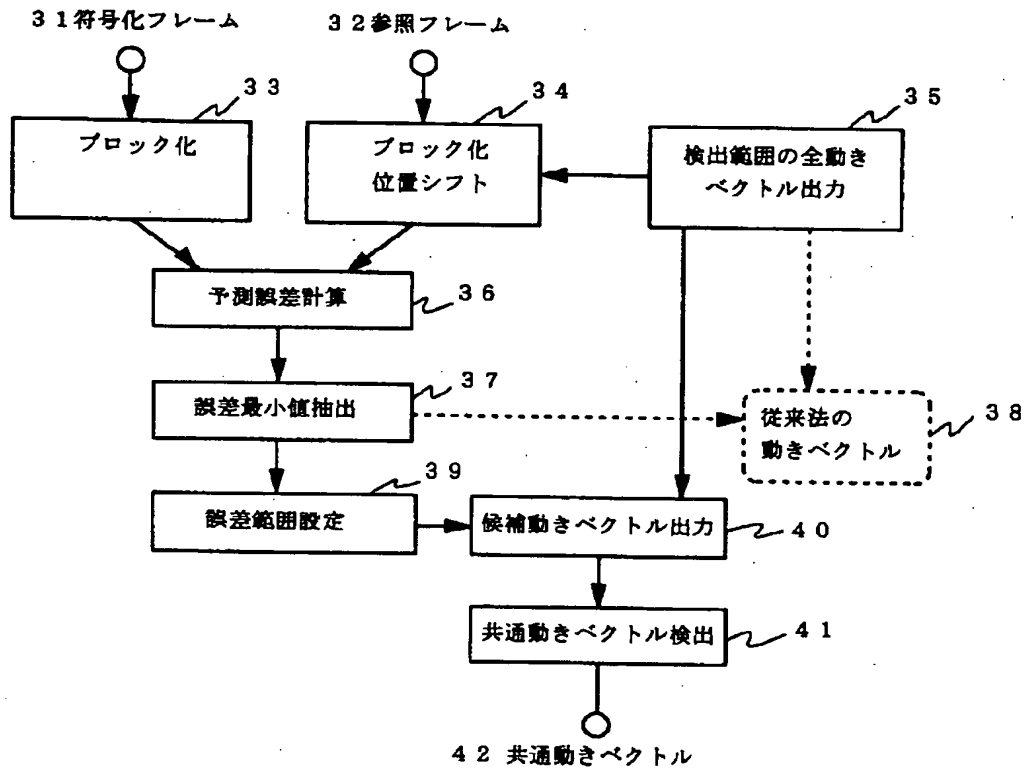 31符号化フレーム
32参照フレーム
33
34
35
ブロック化
ブロック化
位置シフト
検出範囲の全動き
ベクトル出力
予測誤差計算
36
誤差最小値抽出
37
従来法の
動きベクトル
38
誤差範囲設定
39
候補動きベクトル出力
40
共通動きベクトル検出
41
42 共通動きベクトル